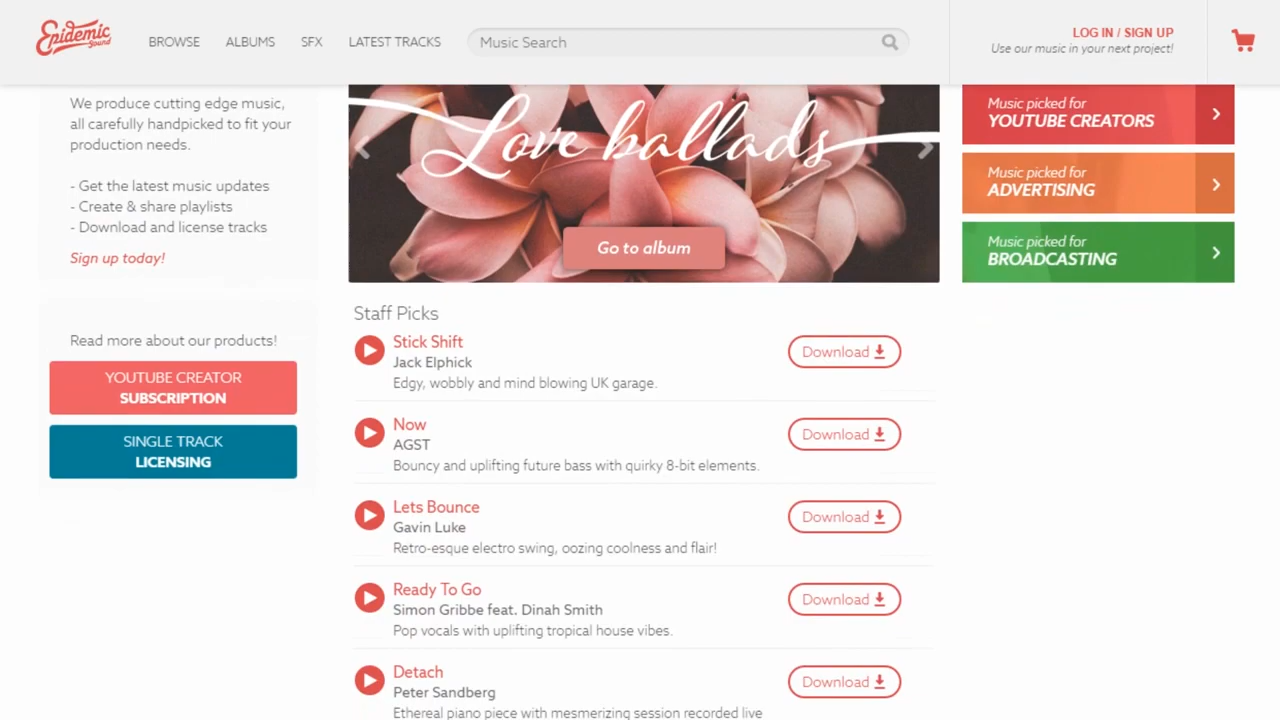 Epidemic
Sound
BROWSE
ALBUMS
SFX
LATEST TRACKS
Music Search
LOG IN / SIGN UP
Use our music in your next project!
We produce cutting edge music,
all carefully handpicked to fit your
production needs.
- Get the latest music updates
- Create & share playlists
- Download and license tracks
Sign up today!
Read more about our products!
YOUTUBE CREATOR
SUBSCRIPTION
SINGLE TRACK
LICENSING
Love ballads
Go to album
Staff Picks
Stick Shift
Jack Elphick
Edgy, wobbly and mind blowing UK garage.
Download
Now
AGST
Bouncy and uplifting future bass with quirky 8-bit elements.
Download
Lets Bounce
Gavin Luke
Retro-esque electro swing, oozing coolness and flair!
Download
Ready To Go
Simon Gribbe feat. Dinah Smith
Pop vocals with uplifting tropical house vibes.
Download
Detach
Peter Sandberg
Ethereal piano piece with mesmerizing session recorded live
Download
Music picked for
YOUTUBE CREATORS
Music picked for
ADVERTISING
Music picked for
BROADCASTING